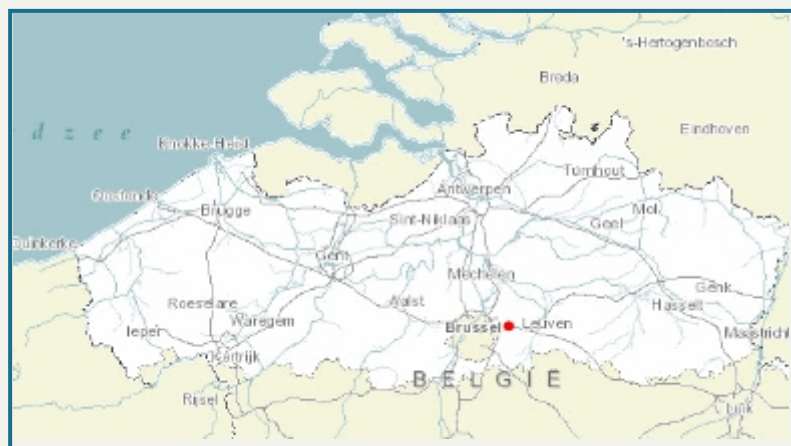 's-Hertogenbosch
Breda
Eindhoven
d z e e
Knokke-Heist
Turnhout
Antwerpen
Oostende
Mol
Brugge
Sint-Niklaas
Geel
Duinkerke
Gent
Mechelen
Genk
Roeselare
Aalst
Hasselt
Waregem
Ieper
Brussel
Leuven
Maastricht
Kortrijk
BELGIË
Rijsel
Luik